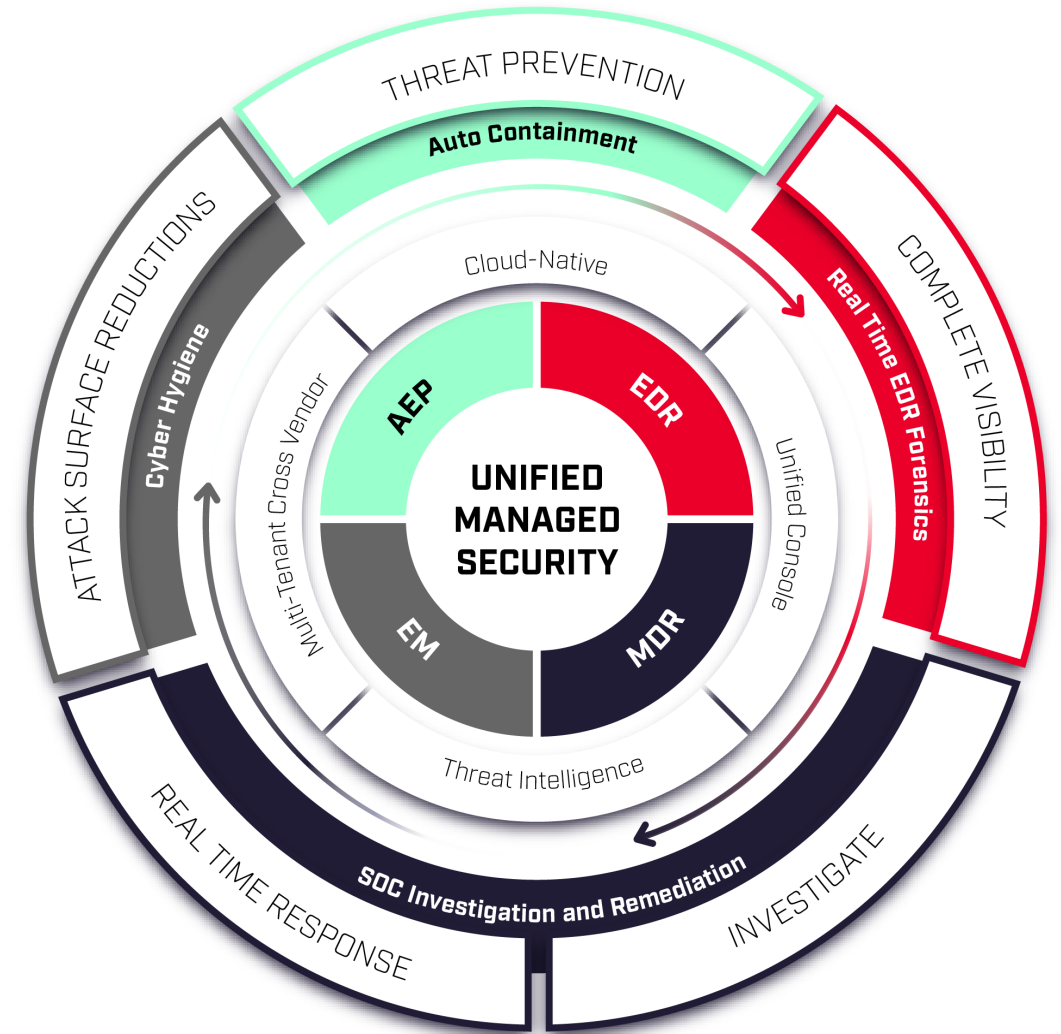 THREAT PREVENTION
Auto Containment
COMPLETE VISIBILITY
Real Time EDR Forensics
INVESTIGATE
SOC Investigation and Remediation
REAL TIME RESPONSE
ATTACK SURFACE REDUCTIONS
Cyber Hygiene
Cloud-Native
Unified Console
Threat Intelligence
Multi-Tenant Cross Vendor
AEP
EDR
MDR
EM
UNIFIED
MANAGED
SECURITY